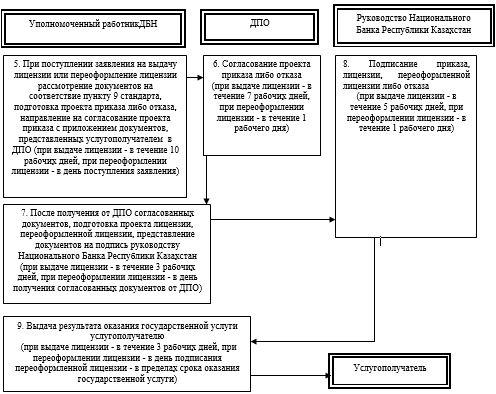 Уполномоченный работникДБН
ДПО
Руководство Национального
Банка Республики Казахстан
5. При поступлении заявления на выдачу
лицензии или переоформление лицензии
рассмотрение документов на
соответствие пункту 9 стандарта,
подготовка проекта приказа либо отказа,
направление на согласование проекта
приказа с приложением документов,
представленных услугополучателем в
ДПО (при выдаче лицензии - в течение 10
рабочих дней, при переоформлении
лицензии - в день поступления заявления)
6. Согласование проекта
приказа либо отказа
(при выдаче лицензии - в
течение 7 рабочих дней,
при переоформлении
лицензии - в течение 1
рабочего дня)
8. Подписание приказа,
лицензии, переоформленной
лицензии либо отказа
(при выдаче лицензии - в
течение 5 рабочих дней, при
переоформлении лицензии - в
течение 1 рабочего дня)
7. После получения от ДПО согласованных
документов, подготовка проекта лицензии,
переоформленной лицензии, представление
документов на подпись руководству
Национального Банка Республики Казахстан
(при выдаче лицензии - в течение 3 рабочих
дней, при переоформлении лицензии - в день
получения согласованных документов от ДПО)
9. Выдача результата оказания государственной услуги
услугополучателю
(при выдаче лицензии - в течение 3 рабочих дней, при
переоформлении лицензии - в день подписания
переоформленной лицензии - в пределах срока оказания
государственной услуги)
Услугополучатель